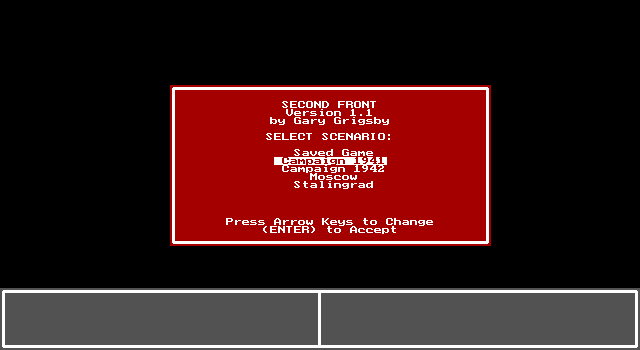 SECOND FRONT
Version 1.1
by Gary Grigsby
SELECT SCENARIO:
Saved Game
Campaign 1941
Campaign 1942
Moscow
Stalingrad
Press Arrow Keys to Change
(ENTER) to Accept